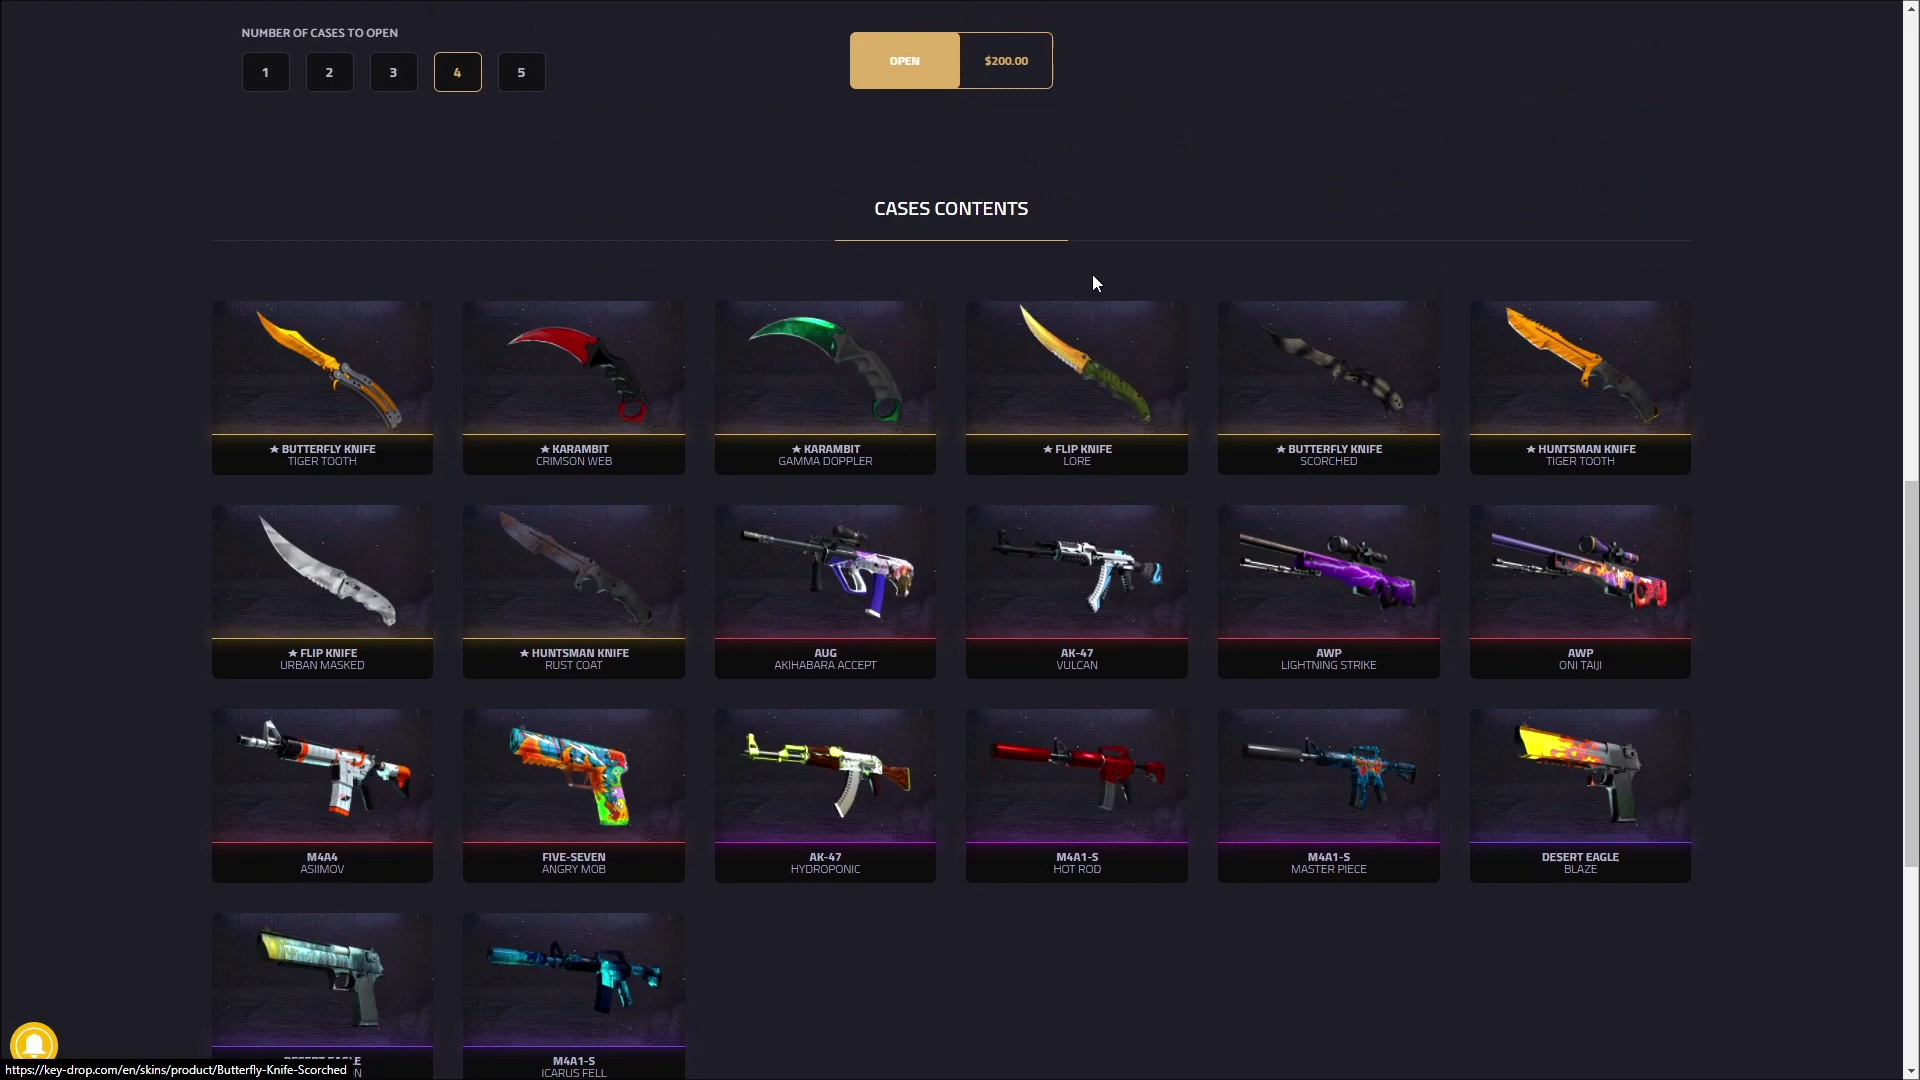 NUMBER OF CASES TO OPEN
1 2 3 4 5
OPEN $200.00
CASES CONTENTS
★ BUTTERFLY KNIFE
TIGER TOOTH
★ KARAMBIT
CRIMSON WEB
★ KARAMBIT
GAMMA DOPPLER
★ FLIP KNIFE
LORE
★ BUTTERFLY KNIFE
SCORCHED
★ HUNTSMAN KNIFE
TIGER TOOTH
★ FLIP KNIFE
URBAN MASKED
★ HUNTSMAN KNIFE
RUST COAT
AUG
AKIHABARA ACCEPT
AK-47
VULCAN
AWP
LIGHTNING STRIKE
AWP
ONI TAIJI
M4A4
ASIIMOV
FIVE-SEVEN
ANGRY MOB
AK-47
HYDROPONIC
M4A1-S
HOT ROD
M4A1-S
MASTER PIECE
DESERT EAGLE
BLAZE
DESERT EAGLE
M4A1-S
ICARUS FELL
https://key-drop.com/en/skins/product/Butterfly-Knife-Scorched